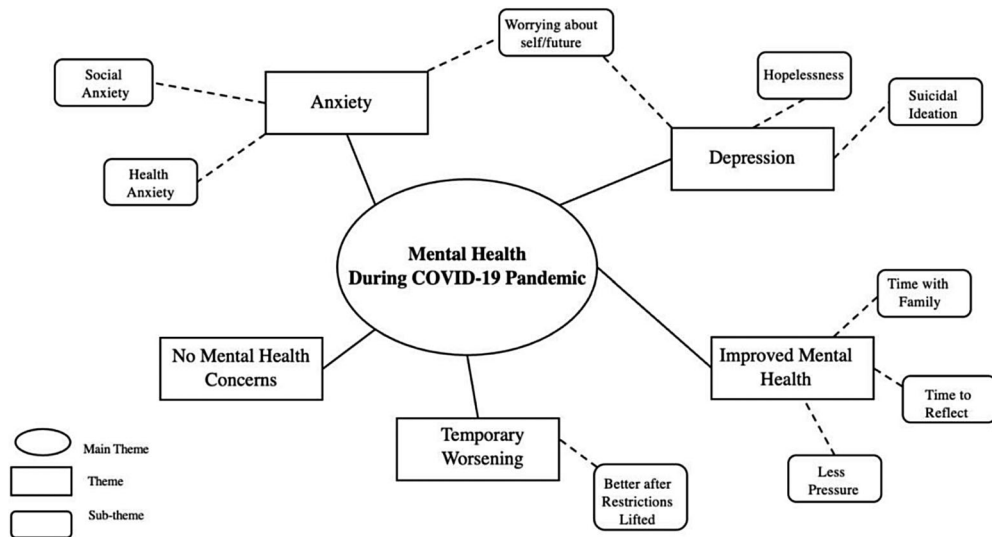 Worrying about
self/future
Social
Anxiety
Anxiety
Hopelessness
Suicidal
Ideation
Depression
Health
Anxiety
Mental Health
During COVID-19 Pandemic
Time with
Family
No Mental Health
Concerns
Improved Mental
Health
Time to
Reflect
Temporary
Worsening
Less
Pressure
Better after
Restrictions
Lifted
Main Theme
Theme
Sub-theme